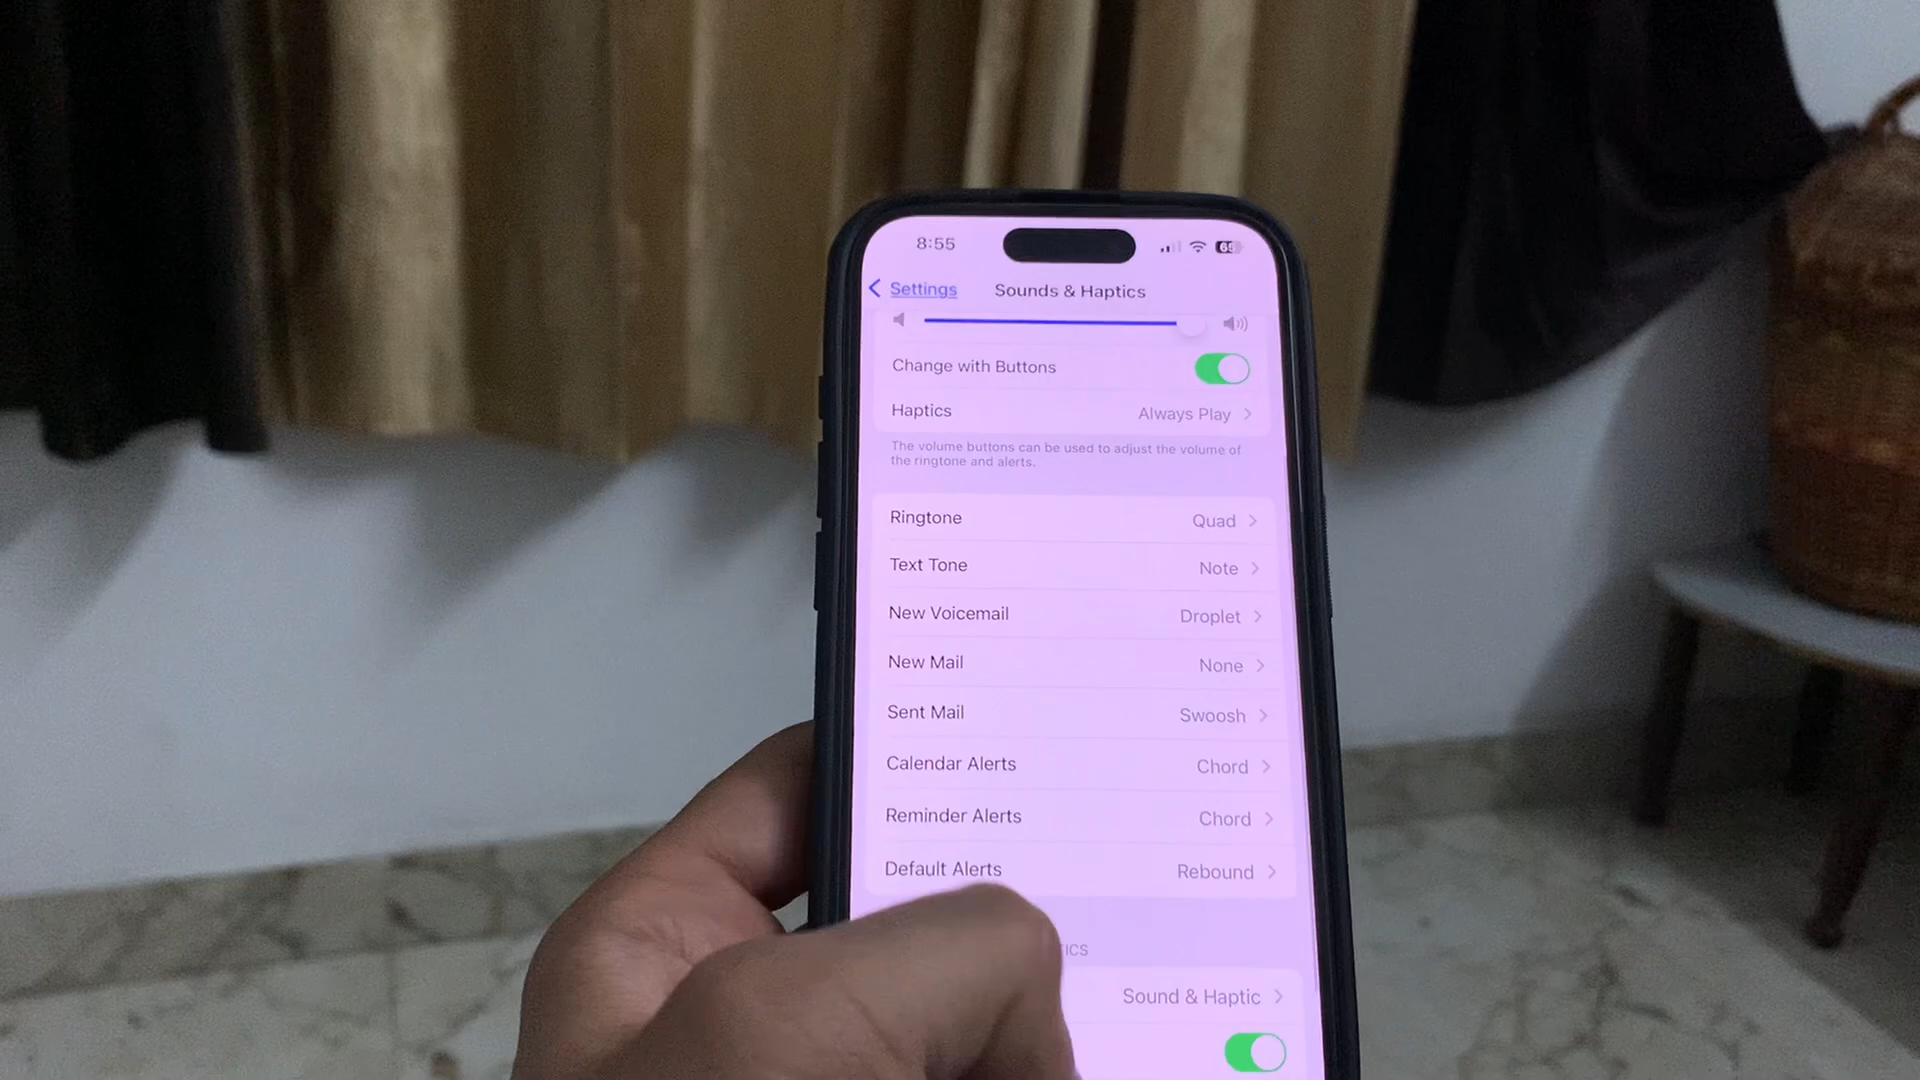 8:55
Settings
Sounds & Haptics
Change with Buttons
Haptics
Always Play
The volume buttons can be used to adjust the volume of
the ringtone and alerts.
Ringtone
Quad
Text Tone
Note
New Voicemail
Droplet
New Mail
None
Sent Mail
Swoosh
Calendar Alerts
Chord
Reminder Alerts
Chord
Default Alerts
Rebound
ICS
Sound & Haptic